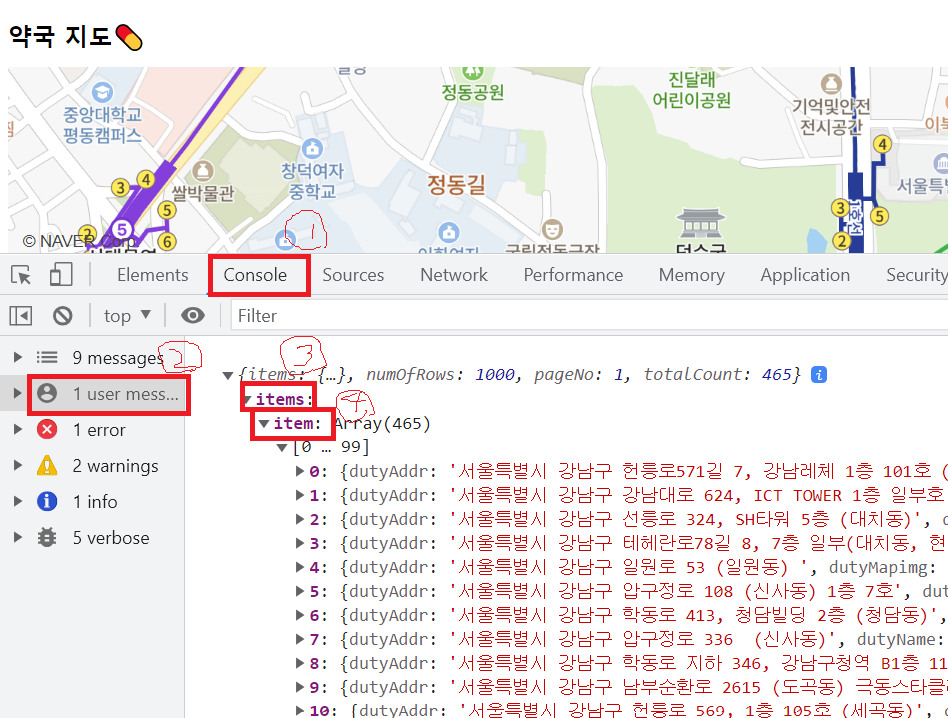 약국 지도💊
중앙대학교
평동캠퍼스
정동공원
진달래
어린이공원
기억및안전
전시공간
창덕여자
중학교
쌀박물관
정동길
서울특별
덕수궁
1호선
3
4
5
5
2
6
4
3
5
2
© NAVER Corp.
1
Elements Console Sources Network Performance Memory Application Security
top ▼ Filter
9 messages
2
3
1 user mess...
4
1 error
2 warnings
1 info
5 verbose
▼ {items: {…}, numOfRows: 1000, pageNo: 1, totalCount: 465} i
▼ items:
▼ item: Array(465)
▼ [0 … 99]
▶ 0: {dutyAddr: '서울특별시 강남구 헌릉로571길 7, 강남레체 1층 101호 (
▶ 1: {dutyAddr: '서울특별시 강남구 강남대로 624, ICT TOWER 1층 일부호
▶ 2: {dutyAddr: '서울특별시 강남구 선릉로 324, SH타워 5층 (대치동)', d
▶ 3: {dutyAddr: '서울특별시 강남구 테헤란로78길 8, 7층 일부(대치동, 현
▶ 4: {dutyAddr: '서울특별시 강남구 일원로 53 (일원동) ', dutyMapimg:
▶ 5: {dutyAddr: '서울특별시 강남구 압구정로 108 (신사동) 1층 7호', dut
▶ 6: {dutyAddr: '서울특별시 강남구 학동로 413, 청담빌딩 2층 (청담동)',
▶ 7: {dutyAddr: '서울특별시 강남구 압구정로 336  (신사동)', dutyName:
▶ 8: {dutyAddr: '서울특별시 강남구 학동로 지하 346, 강남구청역 B1층 11
▶ 9: {dutyAddr: '서울특별시 강남구 남부순환로 2615 (도곡동) 극동스타클
▶ 10: {dutyAddr: '서울특별시 강남구 헌릉로 569, 1층 105호 (세곡동)',